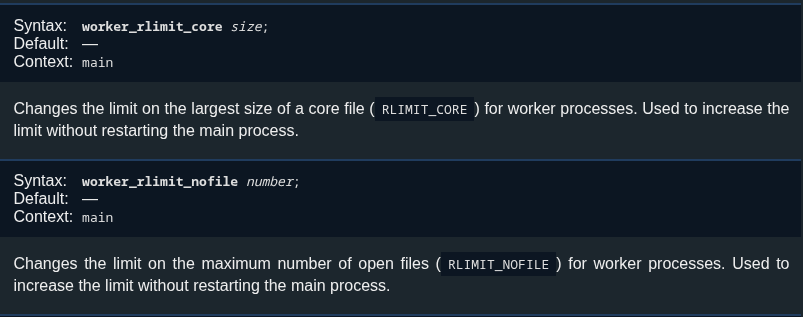 Syntax: worker_rlimit_core size;
Default: —
Context: main
Changes the limit on the largest size of a core file ( RLIMIT_CORE ) for worker processes. Used to increase the
limit without restarting the main process.
Syntax: worker_rlimit_nofile number;
Default: —
Context: main
Changes the limit on the maximum number of open files ( RLIMIT_NOFILE ) for worker processes. Used to
increase the limit without restarting the main process.